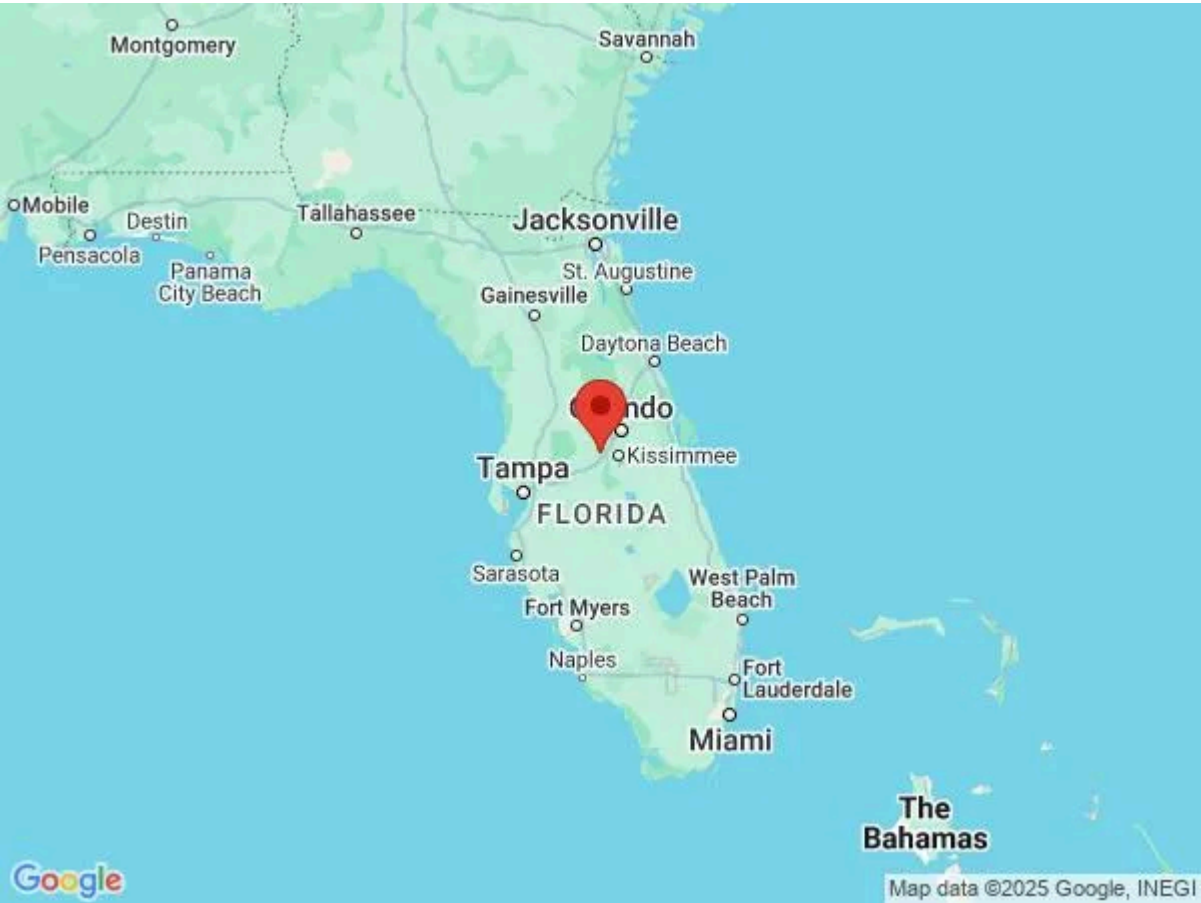 Montgomery
Savannah
Mobile
Destin
Tallahassee
Jacksonville
Pensacola
Panama
City Beach
St. Augustine
Gainesville
Daytona Beach
ndo
Kissimmee
Tampa
FLORIDA
Sarasota
West Palm
Beach
Fort Myers
Naples
Fort
Lauderdale
Miami
The
Bahamas
Google
Map data ©2025 Google, INEGI